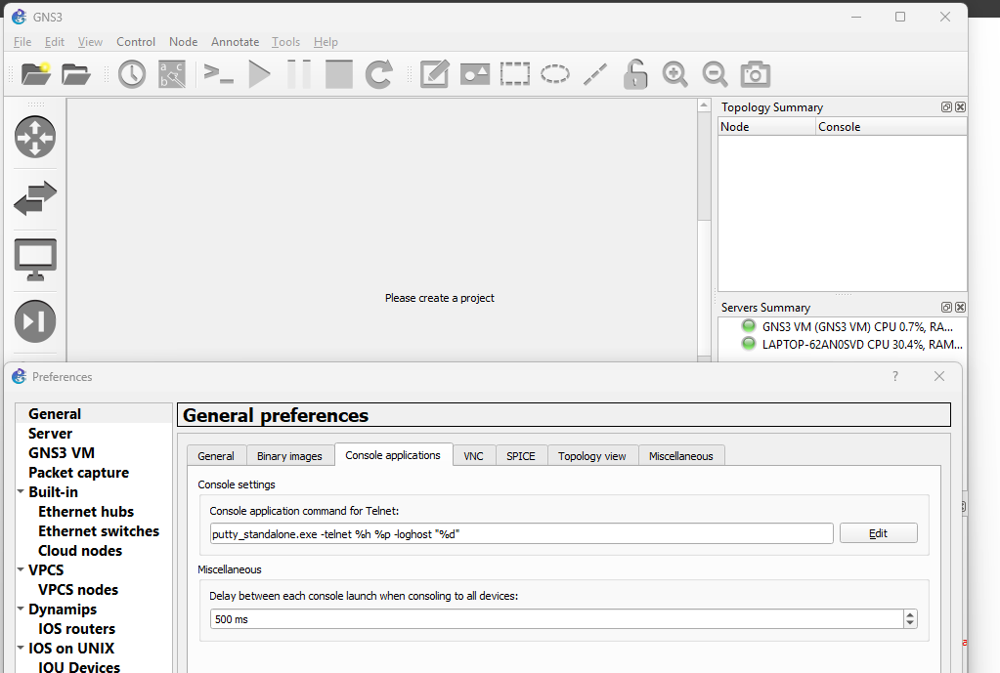 GNS3
File Edit View Control Node Annotate Tools Help
a c
b
>_
Please create a project
Topology Summary
Node Console
Servers Summary
GNS3 VM (GNS3 VM) CPU 0.7%, RA...
LAPTOP-62AN0SVD CPU 30.4%, RAM...
Preferences
?
General
Server
GNS3 VM
Packet capture
Built-in
Ethernet hubs
Ethernet switches
Cloud nodes
VPCS
VPCS nodes
Dynamips
IOS routers
IOS on UNIX
IOU Devices
General preferences
General Binary images Console applications VNC SPICE Topology view Miscellaneous
Console settings
Console application command for Telnet:
putty_standalone.exe -telnet %h %p -loghost "%d"
Edit
Miscellaneous
Delay between each console launch when consoling to all devices:
500 ms